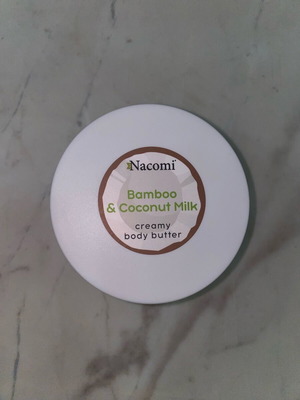 Nacomi
Bamboo
& Coconut Milk
creamy
body butter